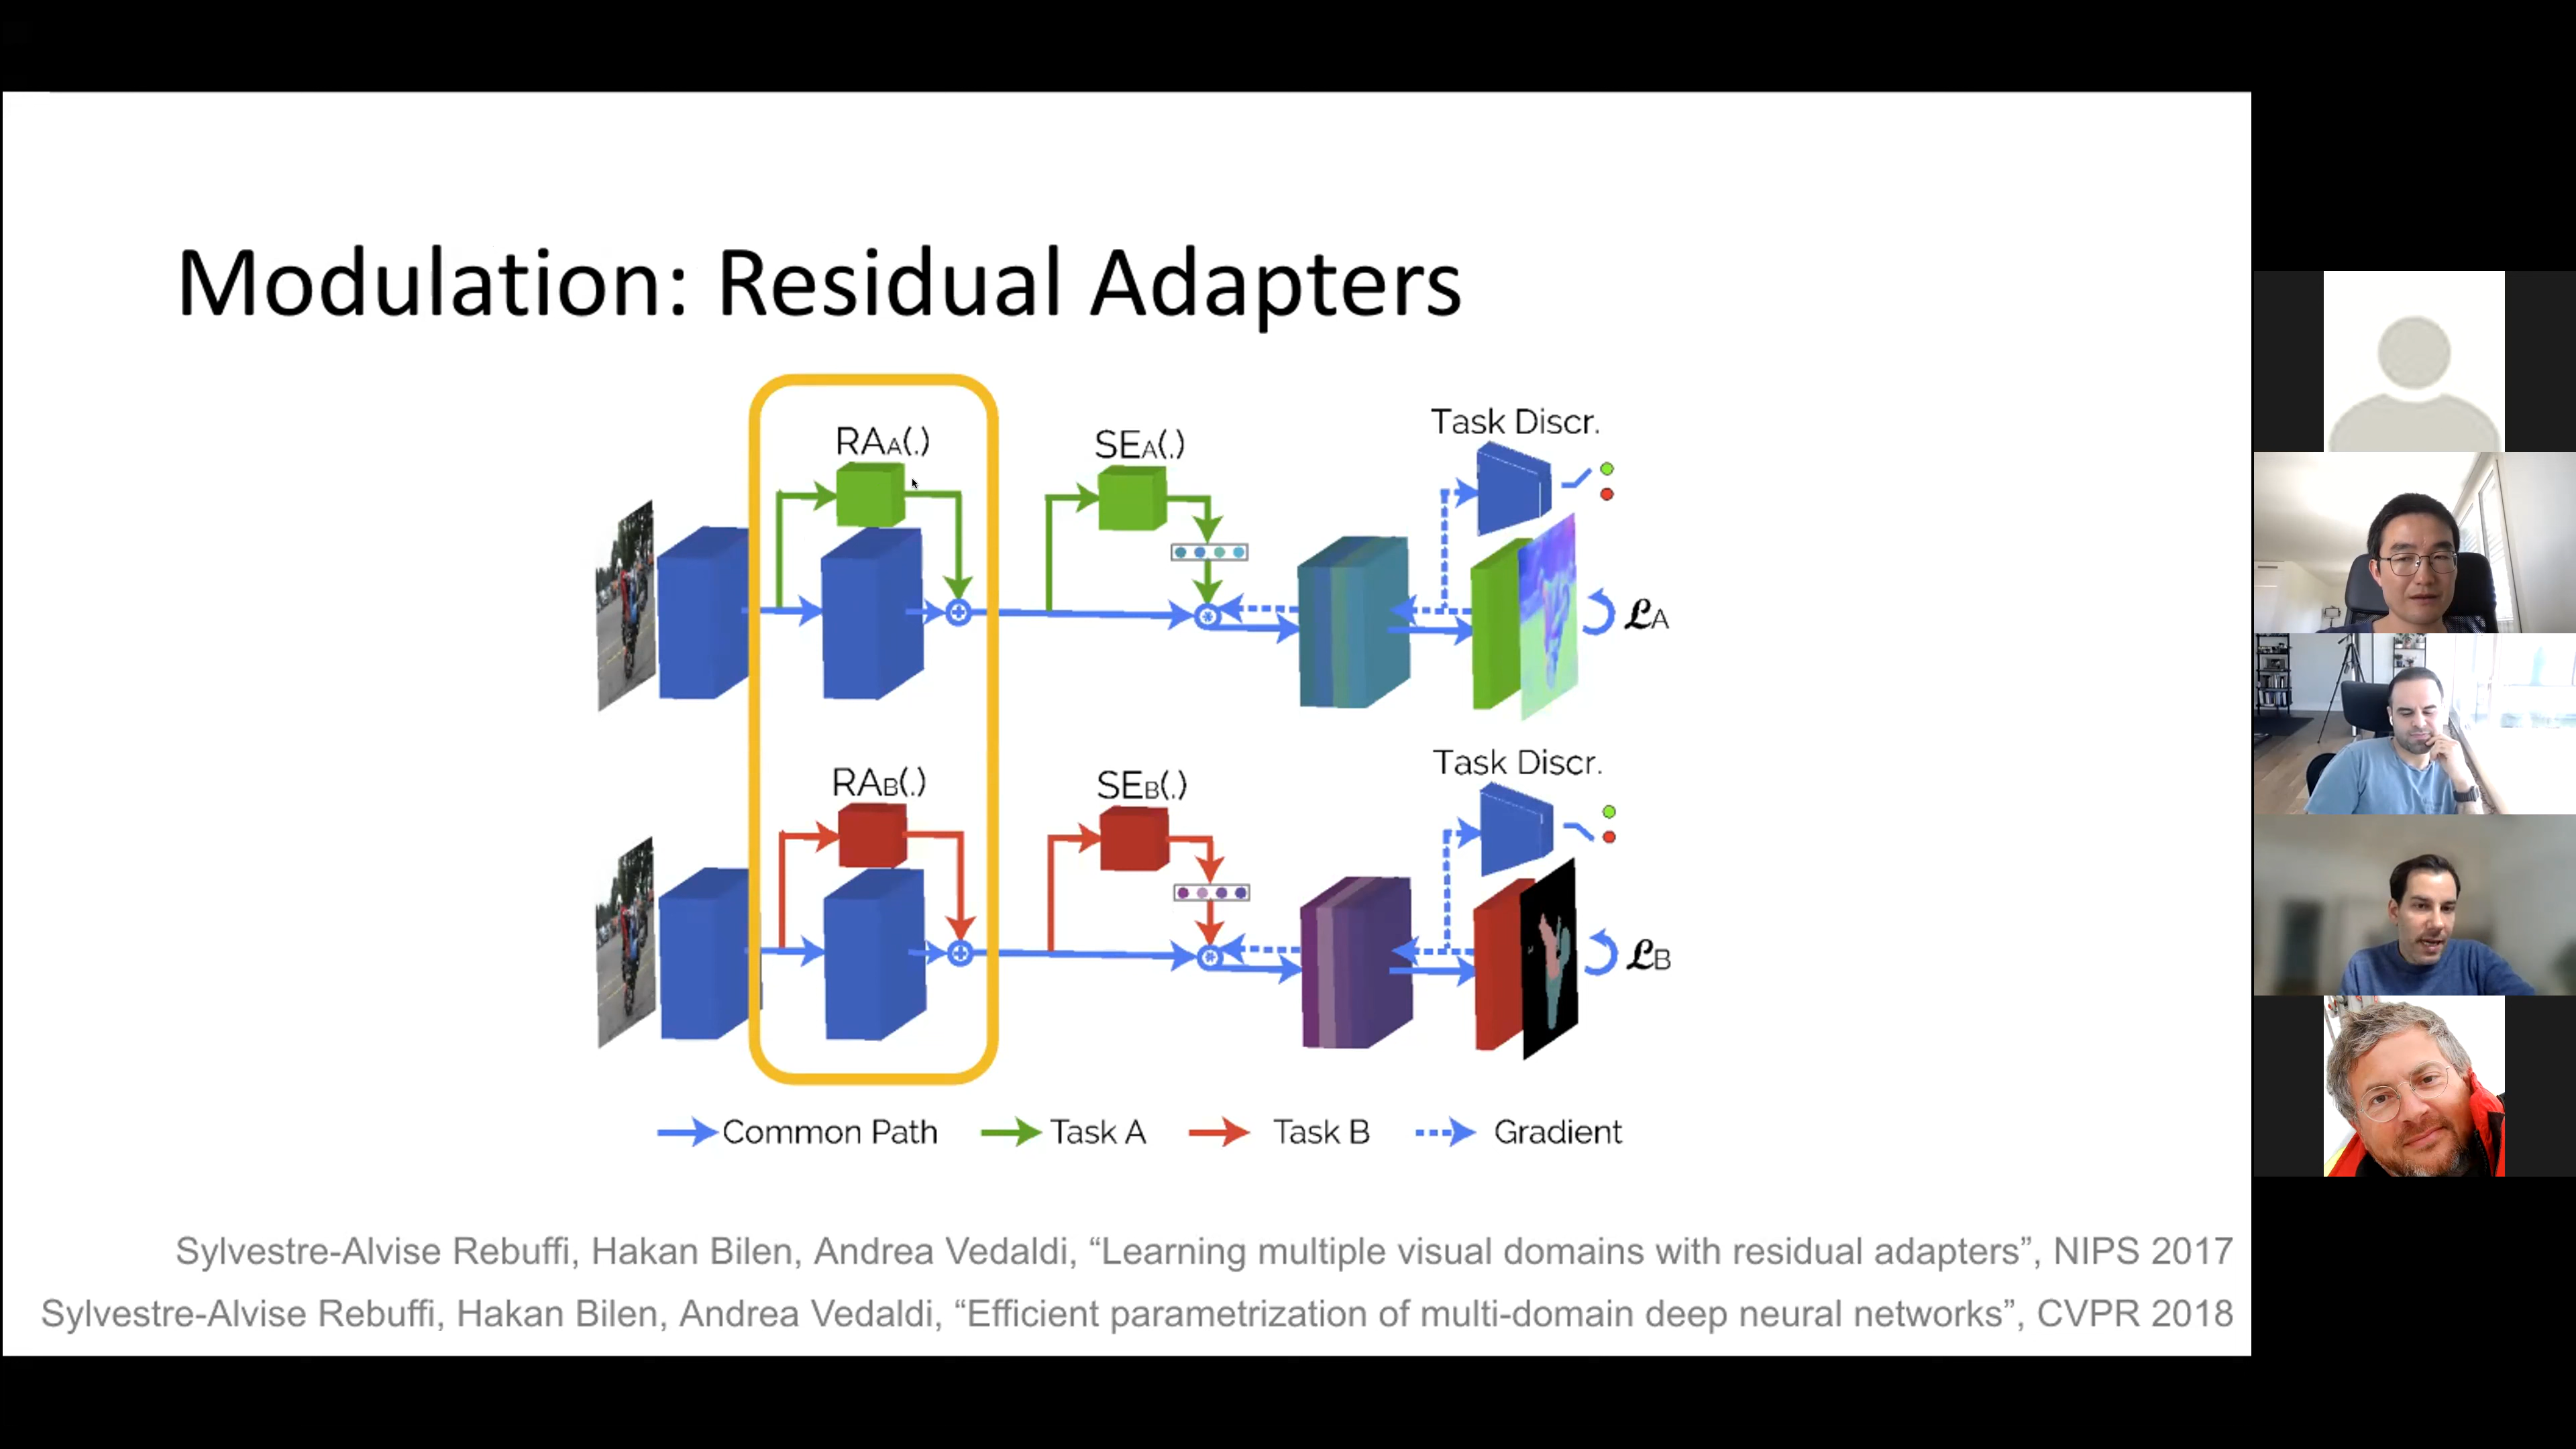 Modulation: Residual Adapters
RAA(.)
SEA(.)
Task Discr.
ℒA
RAB(.)
SEB(.)
Task Discr.
ℒB
Common Path
Task A
Task B
Gradient
Sylvestre-Alvise Rebuffi, Hakan Bilen, Andrea Vedaldi, “Learning multiple visual domains with residual adapters”, NIPS 2017
Sylvestre-Alvise Rebuffi, Hakan Bilen, Andrea Vedaldi, “Efficient parametrization of multi-domain deep neural networks”, CVPR 2018